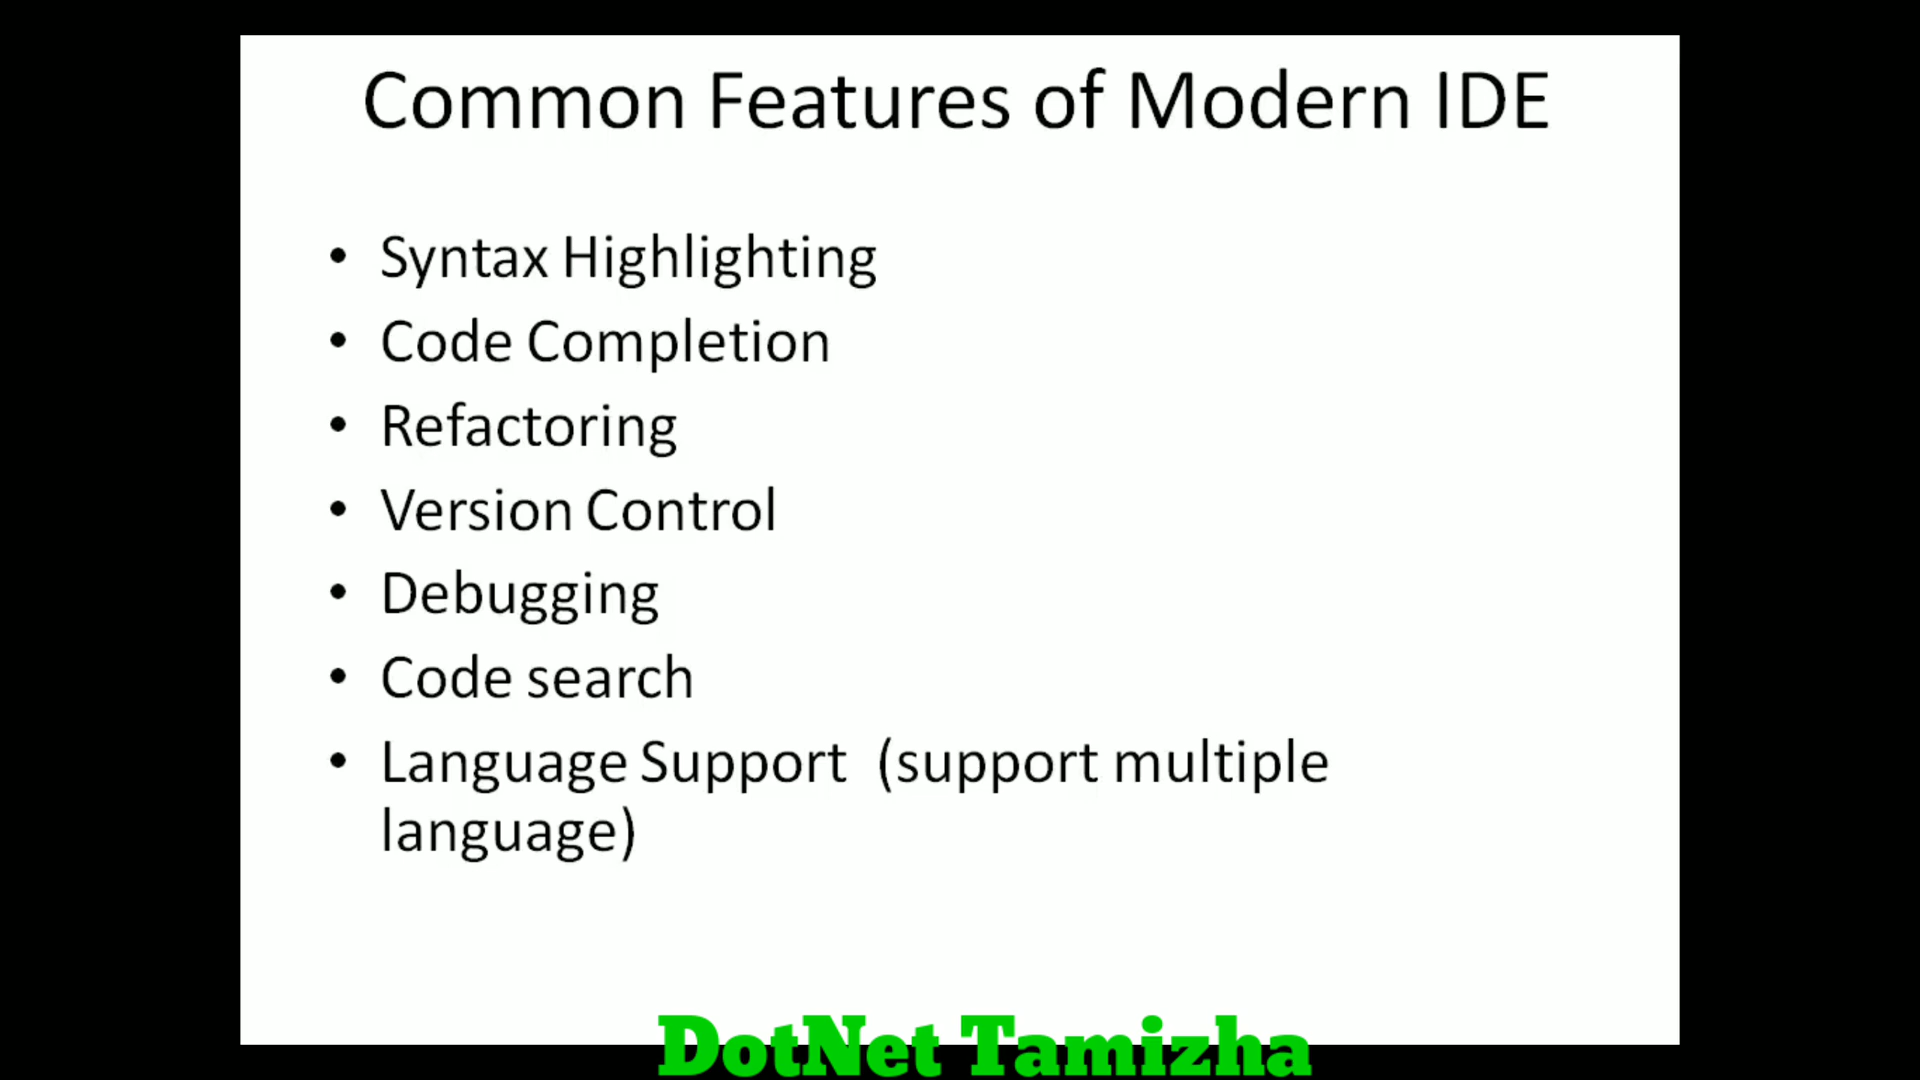 Common Features of Modern IDE
• Syntax Highlighting
• Code Completion
• Refactoring
• Version Control
• Debugging
• Code search
• Language Support  (support multiple
language)
DotNet Tamizha